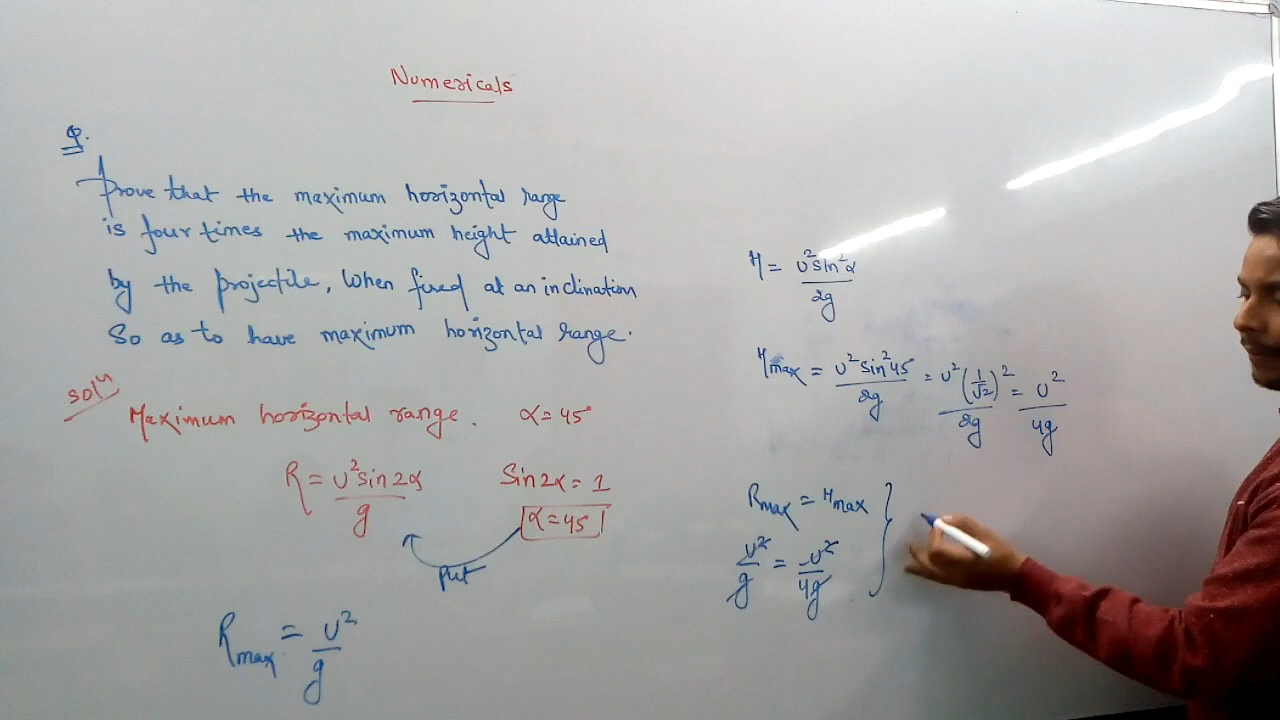 Numericals
Q.
Prove that the maximum horizontal range
is four times the maximum height attained
by the projectile, when fired at an inclination
So as to have maximum horizontal range.
Solⁿ
Maximum horizontal range. α=45°
R = u²sin2α/g
Sin2α = 1
α=45
Put
Rmax = u²/g
H = u²sin²α/2g
Hmax = u²sin²45/2g = u²(1/√2)²/2g = u²/4g
Rmax = Hmax
u²/g = u²/4g